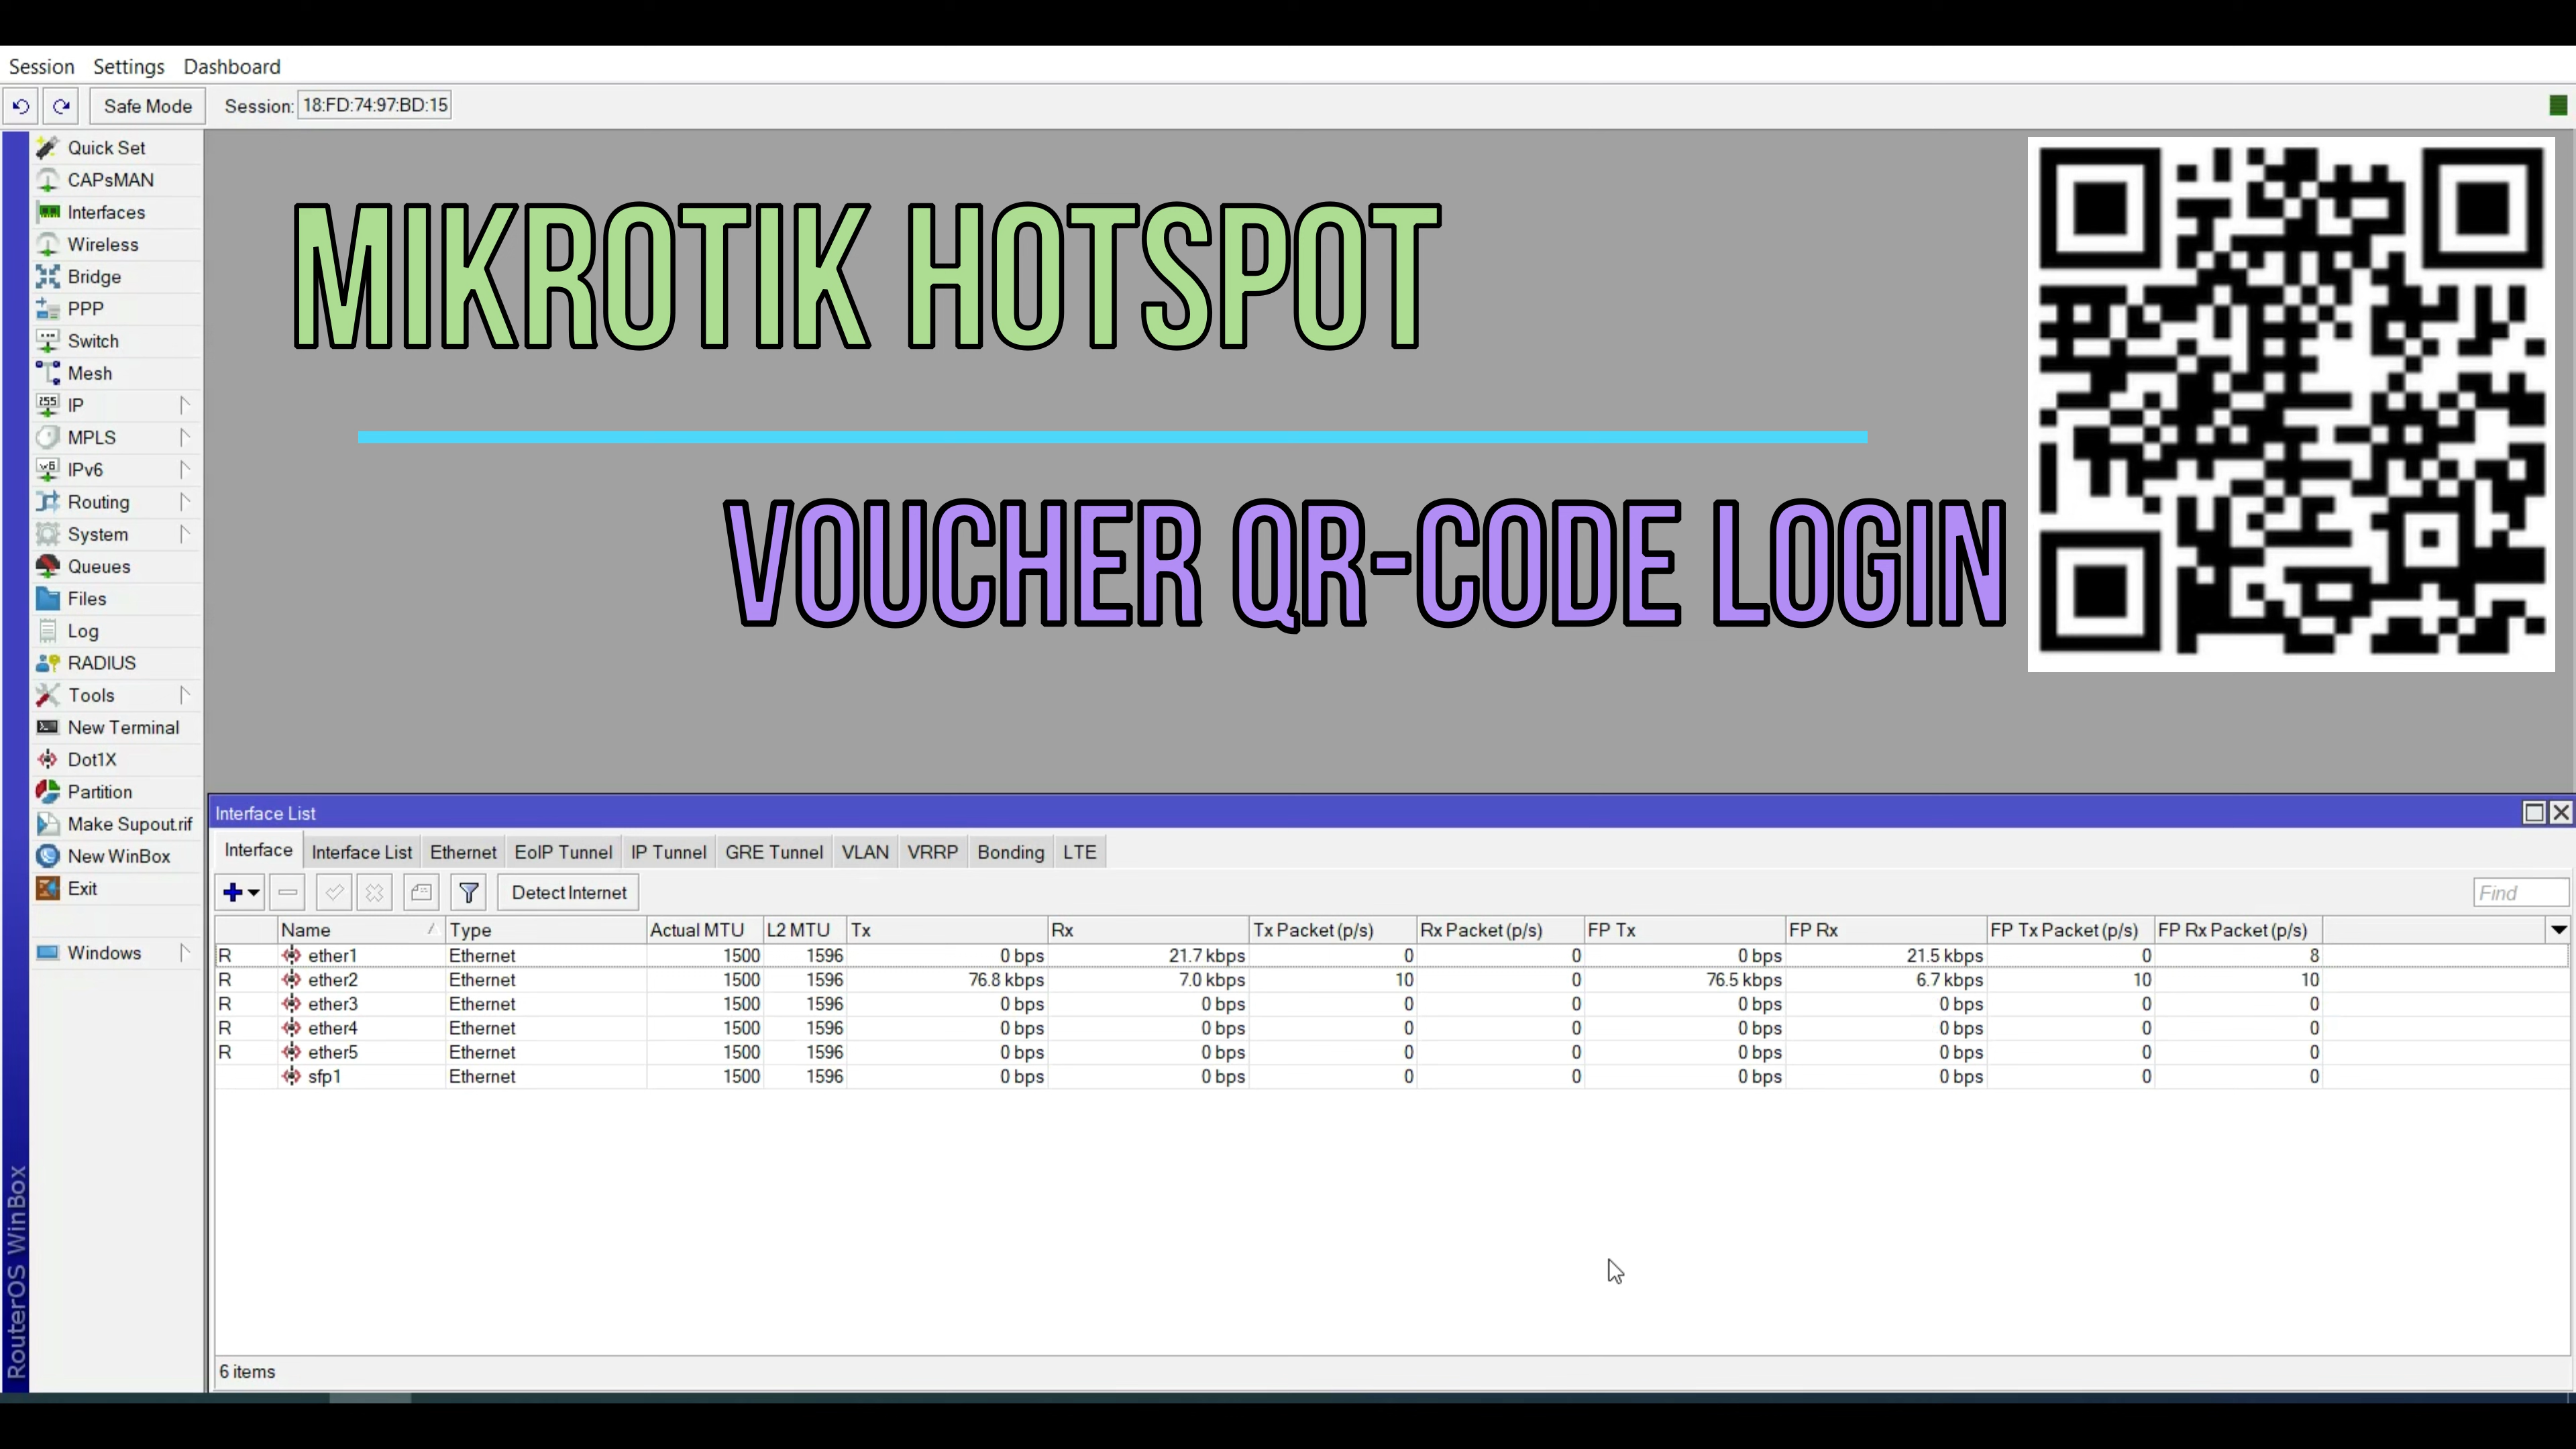 Session Settings Dashboard
Safe Mode Session: 18:FD:74:97:BD:15
Quick Set
CAPsMAN
Interfaces
Wireless
Bridge
PPP
Switch
Mesh
255 IP
MPLS
v6 IPv6
Routing
System
Queues
Files
Log
RADIUS
Tools
New Terminal
Dot1X
Partition
Make Supout.rif
New WinBox
Exit
Windows
RouterOS WinBox
MIKROTIK HOTSPOT
VOUCHER QR-CODE LOGIN
Interface List
Interface Interface List Ethernet EoIP Tunnel IP Tunnel GRE Tunnel VLAN VRRP Bonding LTE
Detect Internet Find
Name Type Actual MTU L2 MTU Tx Rx Tx Packet (p/s) Rx Packet (p/s) FP Tx FP Rx FP Tx Packet (p/s) FP Rx Packet (p/s)
R ether1 Ethernet 1500 1596 0 bps 21.7 kbps 0 0 0 bps 21.5 kbps 0 8
R ether2 Ethernet 1500 1596 76.8 kbps 7.0 kbps 10 0 76.5 kbps 6.7 kbps 10 10
R ether3 Ethernet 1500 1596 0 bps 0 bps 0 0 0 bps 0 bps 0 0
R ether4 Ethernet 1500 1596 0 bps 0 bps 0 0 0 bps 0 bps 0 0
R ether5 Ethernet 1500 1596 0 bps 0 bps 0 0 0 bps 0 bps 0 0
sfp1 Ethernet 1500 1596 0 bps 0 bps 0 0 0 bps 0 bps 0 0
6 items